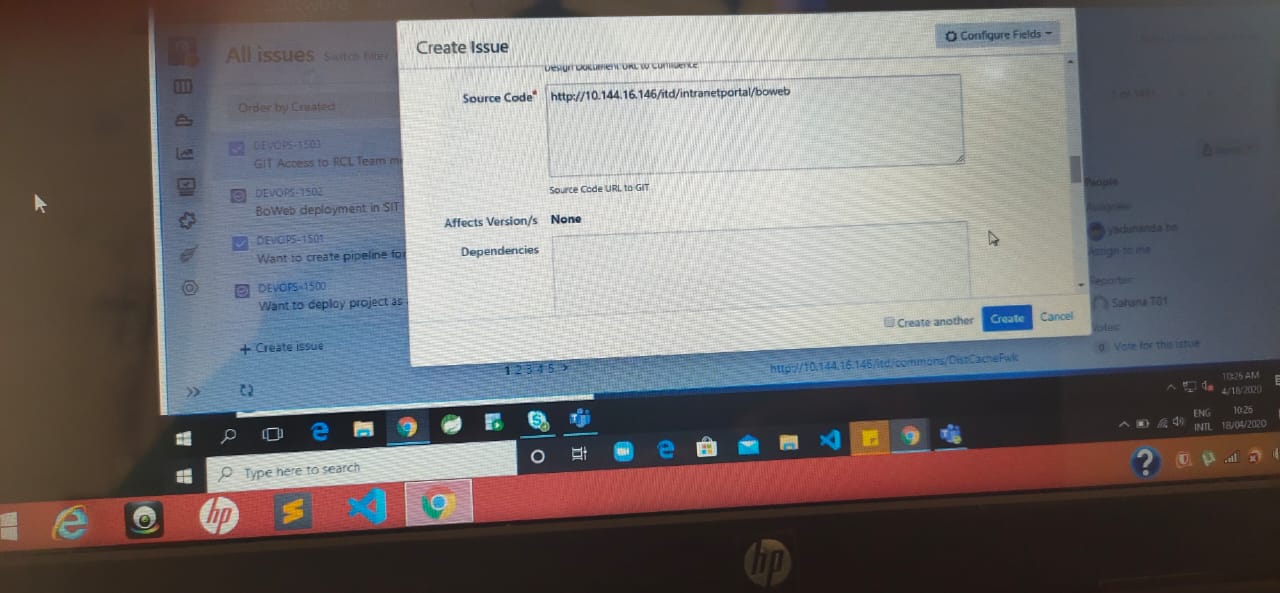 Create Issue
Configure Fields
All issues Switch filter
Design Document URL to Confluence
Order by Created
Source Code*
http://10.144.16.146/itd/intranetportal/boweb
Source Code URL to GIT
DEVOPS-1503
GIT Access to RCL Team
DEVOPS-1502
BoWeb deployment in SIT
DEVOPS-1501
Want to create pipeline for
DEVOPS-1500
Want to deploy project as
+ Create issue
Affects Version/s None
Dependencies
Create another
Create
Cancel
People
Assignee:
yadunanda
Assign to me
Reporter:
Sahana T01
Votes:
0 Vote for this issue
1 2 3 4 5 >
http://10.144.16.146/itd/commons/DistCacheFwk
10:26 AM
4/18/2020
ENG
INTL
10:26
18/04/2020
Type here to search
hp
hp